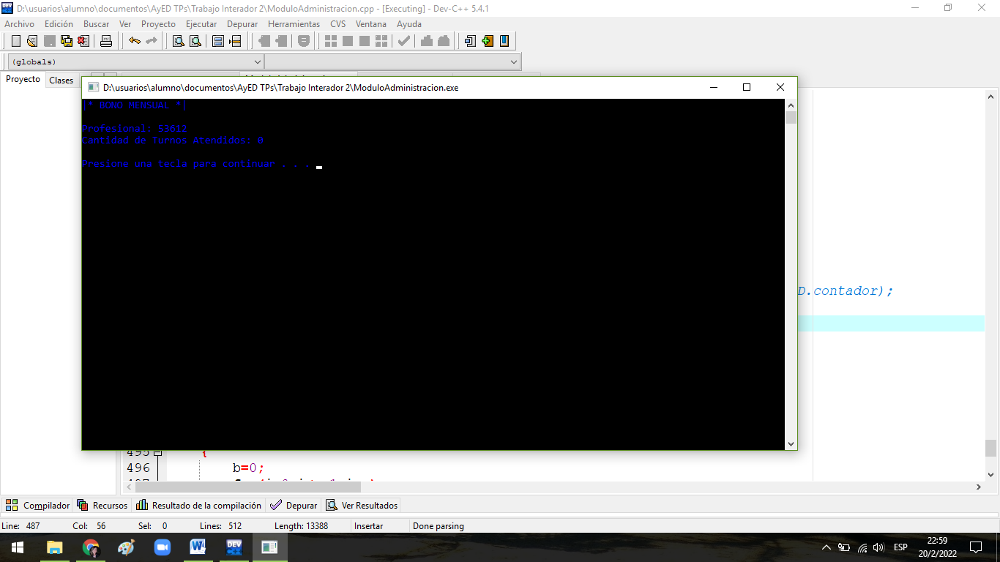 D:\usuarios\alumno\documentos\AyED TPs\Trabajo Interador 2\ModuloAdministracion.cpp - [Executing] - Dev-C++ 5.4.1
Archivo Edición Buscar Ver Proyecto Ejecutar Depurar Herramientas CVS Ventana Ayuda
(globals)
Proyecto Clases
D:\usuarios\alumno\documentos\AyED TPs\Trabajo Interador 2\ModuloAdministracion.exe
|* BONO MENSUAL *|
Profesional: 53612
Cantidad de Turnos Atendidos: 0
Presione una tecla para continuar . . .
D.contador);
495 {
496 b=0;
Compilador Recursos Resultado de la compilación Depurar Ver Resultados
Line: 487 Col: 56 Sel: 0 Lines: 512 Length: 13388 Insertar Done parsing
DEV
ESP
22:59
20/2/2022